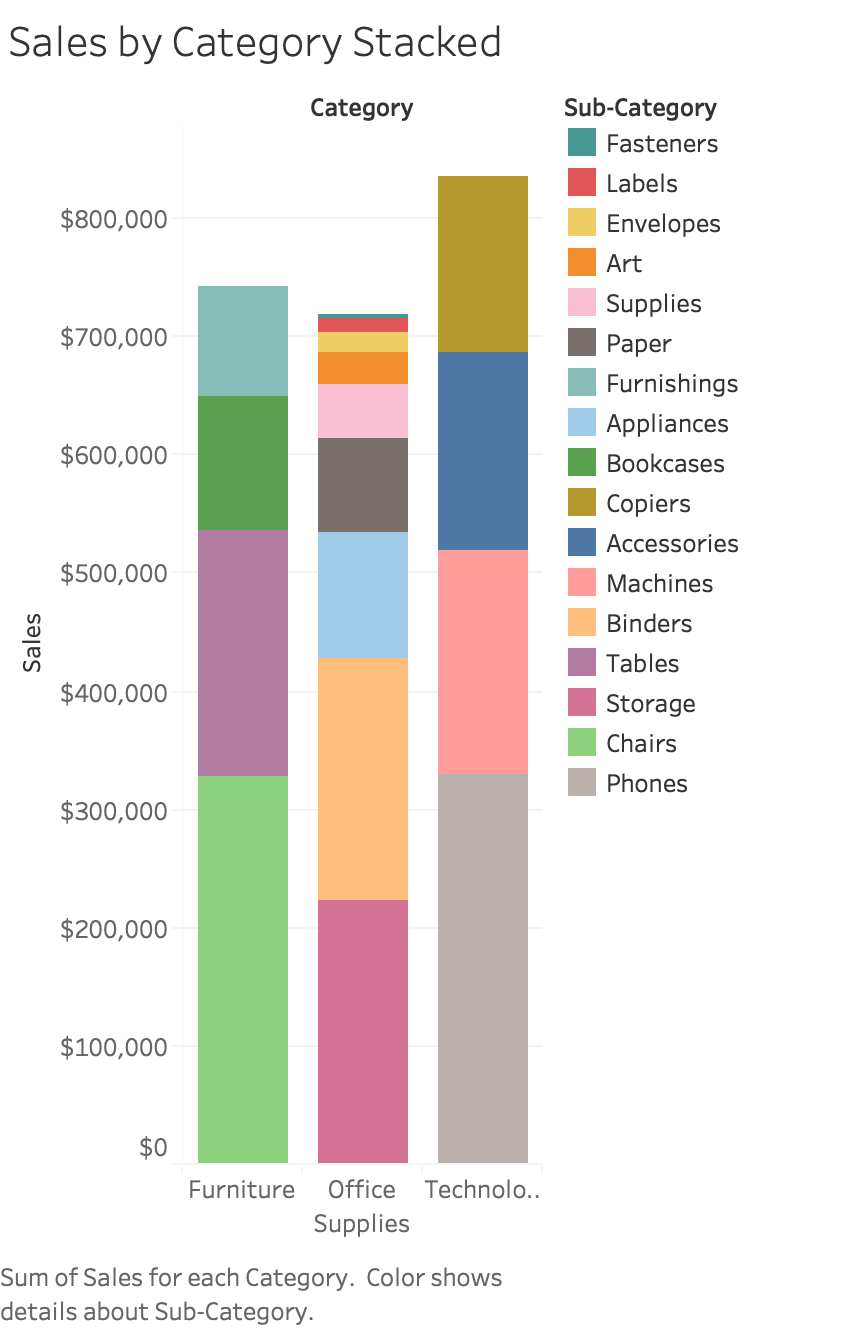 Sales by Category Stacked
Category
Sub-Category
Fasteners
Labels
Envelopes
Art
Supplies
Paper
Furnishings
Appliances
Bookcases
Copiers
Accessories
Machines
Binders
Tables
Storage
Chairs
Phones
$800,000
$700,000
$600,000
$500,000
$400,000
$300,000
$200,000
$100,000
$0
Sales
Furniture
Office
Supplies
Technolo..
Sum of Sales for each Category.  Color shows
details about Sub-Category.